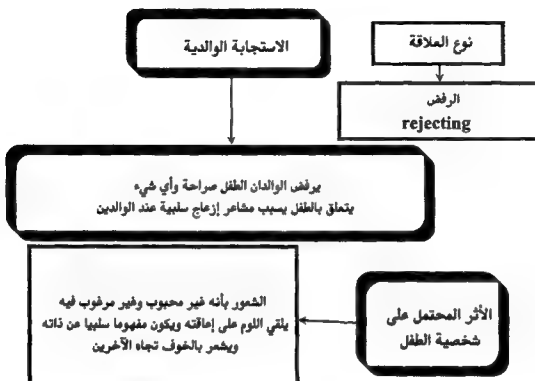 نوع العلاقة
الرفض
rejecting
الاستجابة الوالدية
يرفض الوالدان الطفل صراحة وأي شيء
يتعلق بالطفل بسبب مشاعر إزعاج سلبية عند الوالدين
الأثر المحتمل على
شخصية الطفل
الشعور بأنه غير محبوب وغير مرغوب فيه
يلقي اللوم على إعاقته ويكون مفهوما سلبيا عن ذاته
ويشعر بالخوف تجاه الآخرين